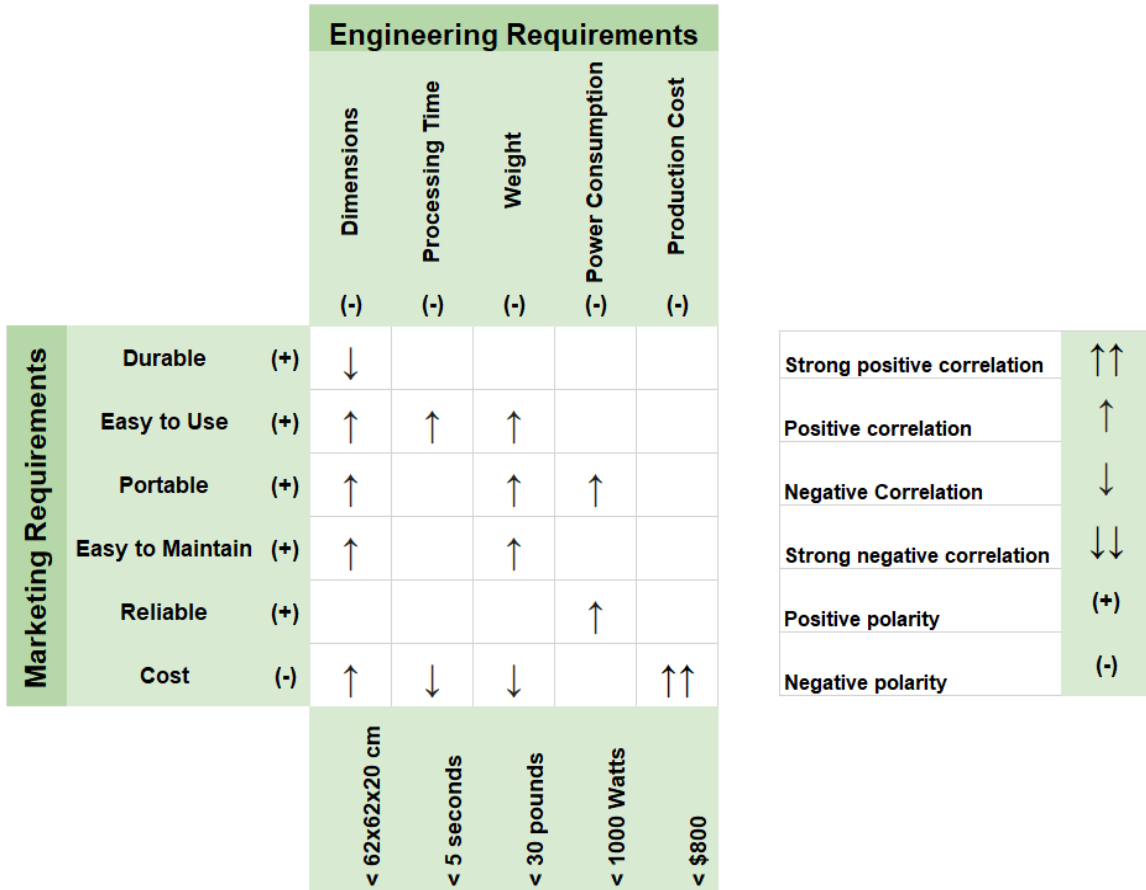 Engineering Requirements
Dimensions
Processing Time
Weight
Power Consumption
Production Cost
(-) (-) (-) (-) (-)
Marketing Requirements
Durable (+) ↓
Easy to Use (+) ↑ ↑ ↑
Portable (+) ↑ ↑ ↑
Easy to Maintain (+) ↑ ↑
Reliable (+) ↑
Cost (-) ↑ ↓ ↓ ↑↑
< 62x62x20 cm
< 5 seconds
< 30 pounds
< 1000 Watts
< $800
Strong positive correlation ↑↑
Positive correlation ↑
Negative Correlation ↓
Strong negative correlation ↓↓
Positive polarity (+)
Negative polarity (-)